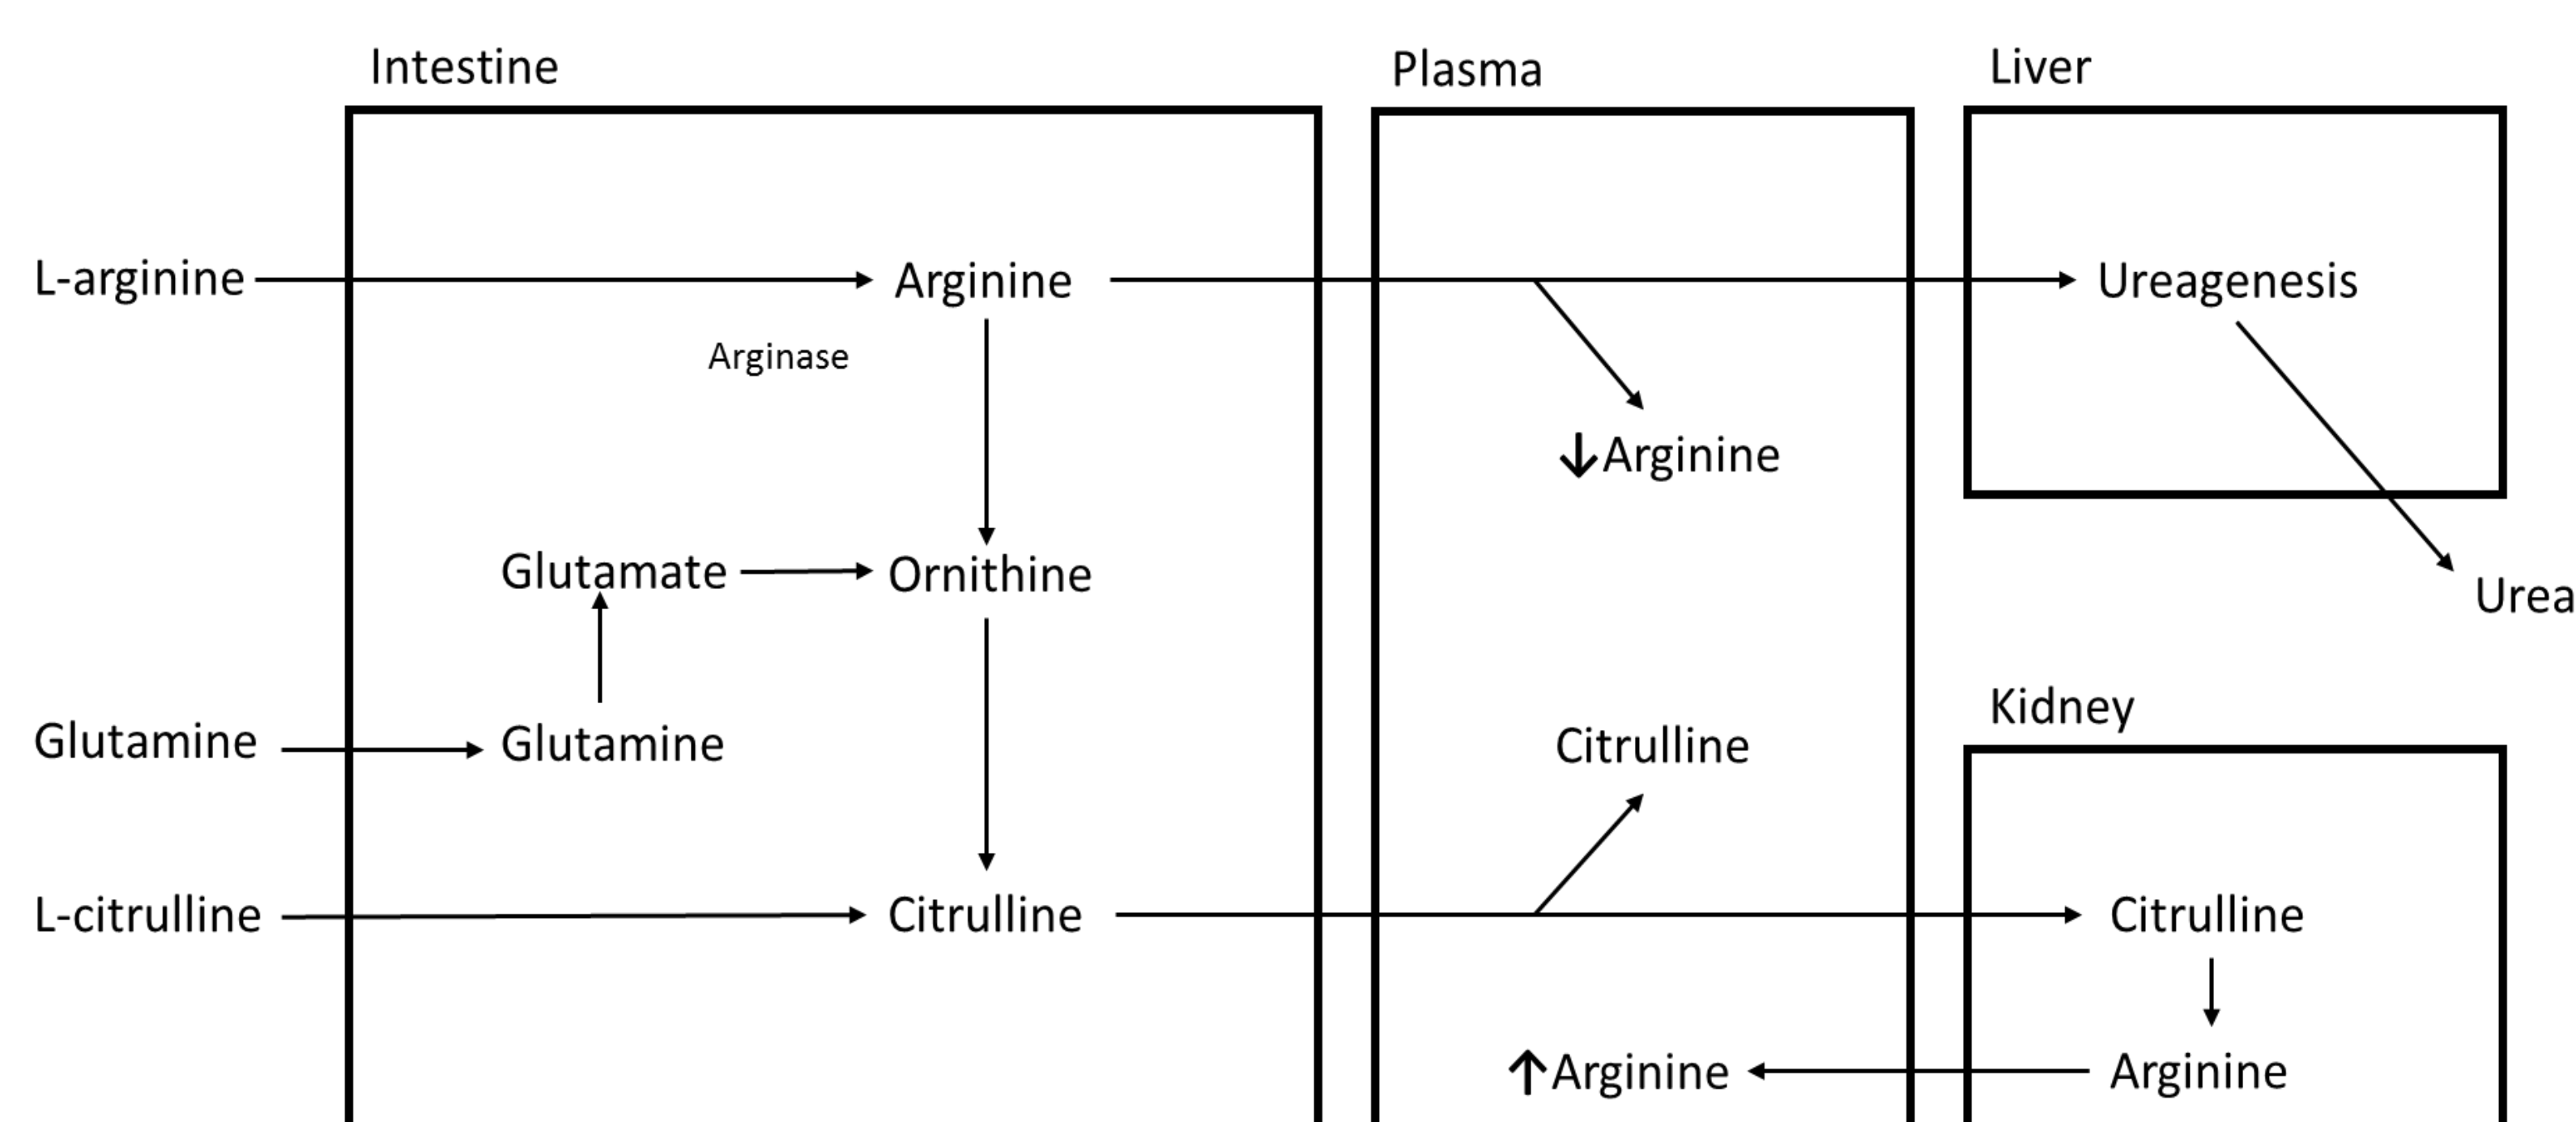 Intestine
Plasma
Liver
L-arginine
Arginine
Ureagenesis
Arginase
↓Arginine
Glutamate
Ornithine
Urea
Kidney
Glutamine
Glutamine
Citrulline
L-citrulline
Citrulline
Citrulline
↑Arginine
Arginine